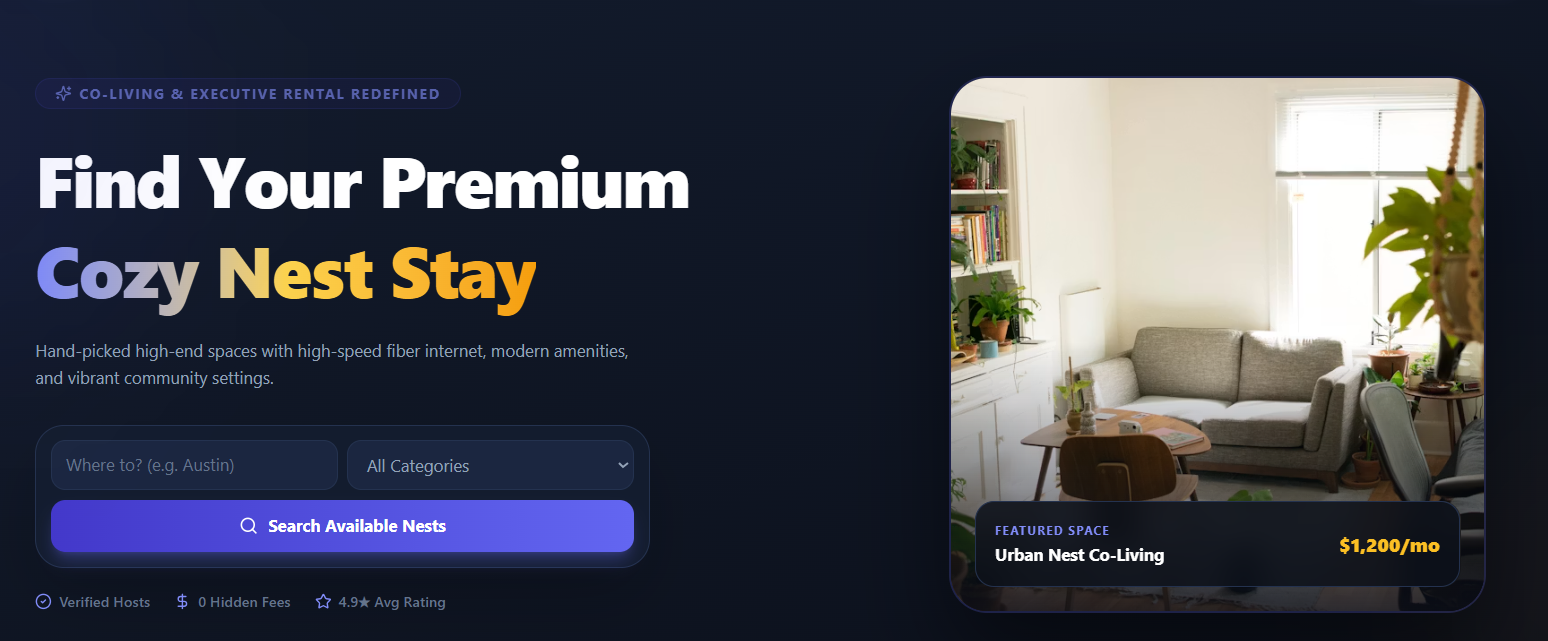 CO-LIVING & EXECUTIVE RENTAL REDEFINED
Find Your Premium
Cozy Nest Stay
Hand-picked high-end spaces with high-speed fiber internet, modern amenities,
and vibrant community settings.
Where to? (e.g. Austin)
All Categories
Search Available Nests
Verified Hosts
0 Hidden Fees
4.9★ Avg Rating
FEATURED SPACE
Urban Nest Co-Living
$1,200/mo